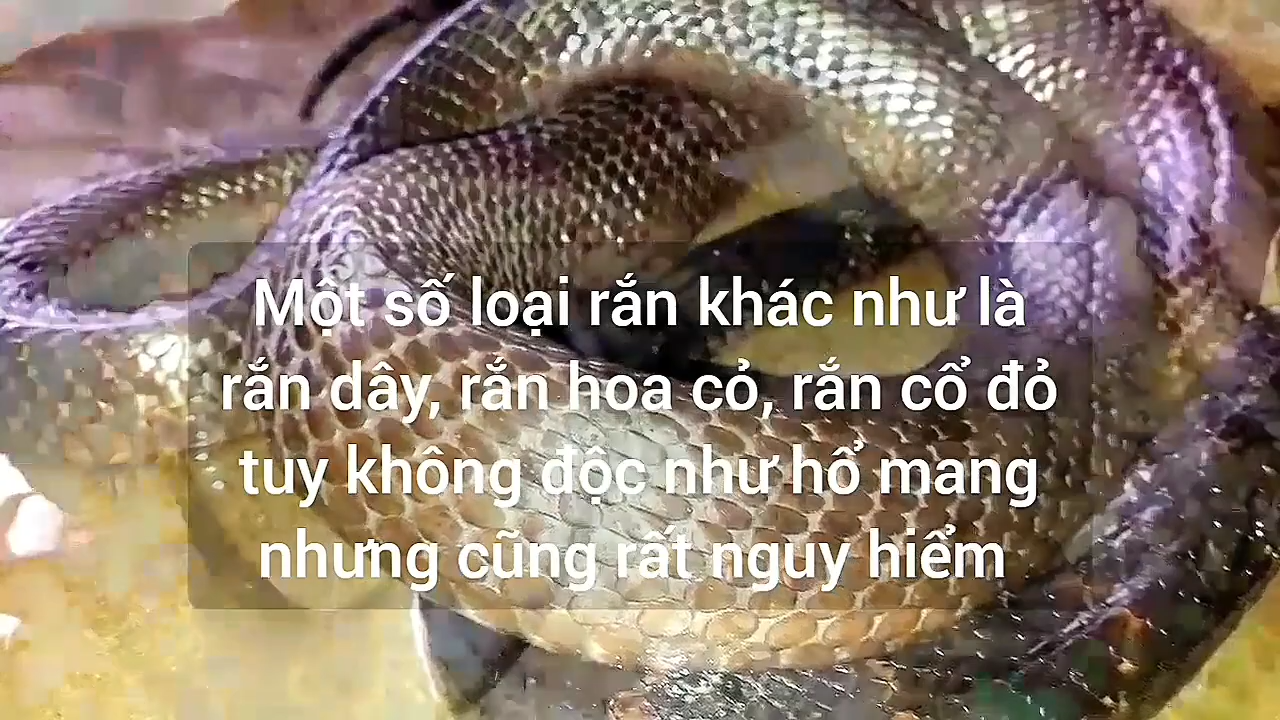 Một số loại rắn khác như là
rắn dây, rắn hoa cỏ, rắn cổ đỏ
tuy không độc như hổ mang
nhưng cũng rất nguy hiểm